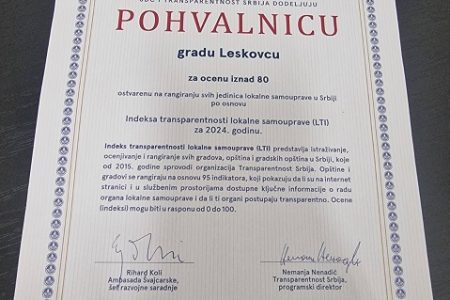 SDC I TRANSPARENTNOST SRBIJA DODELJUJU
POHVALNICU
gradu Leskovcu
za ocenu iznad 80
ostvarenu na rangiranju svih jedinica lokalne samouprave u Srbiji
po osnovu
Indeksa transparentnosti lokalne samouprave (LTI)
za 2024. godinu.
Indeks transparentnosti lokalne samouprave (LTI) predstavlja istraživanje,
ocenjivanje i rangiranje svih gradova, opština i gradskih opština u Srbiji, koje
od 2015. godine sprovodi organizacija Transparentnost Srbija. Opštine i
gradovi se rangiraju na osnovu 95 indikatora, koji pokazuju da li su na internet
stranici i u službenim prostorijama dostupne ključne informacije o radu
organa lokalne samouprave i da li ti organi postupaju transparentno. Ocene
(indeksi) mogu biti u rasponu od 0 do 100.
Rihard Koli
Ambasada Švajcarske,
šef razvojne saradnje
Nemanja Nenadić
Transparentnost Srbija,
programski direktor